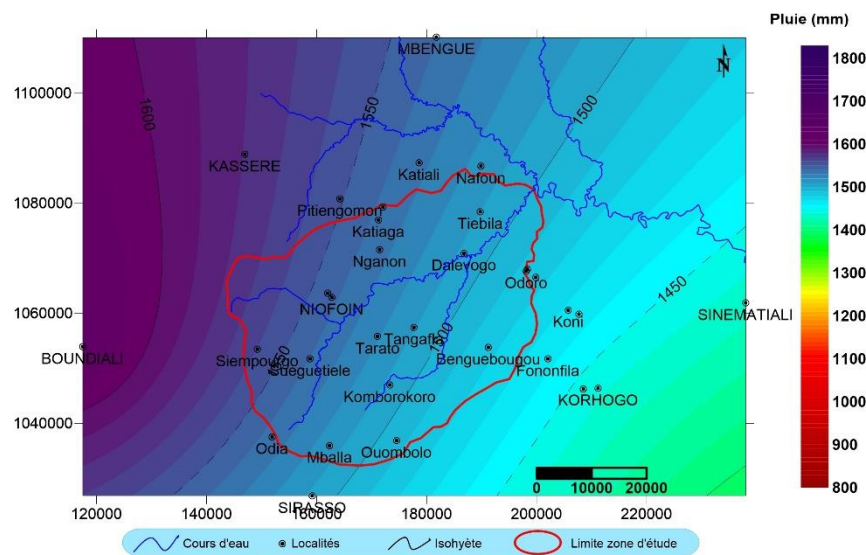 Pluie (mm)
MBENGUE
N
1100000
1600
1550
1500
KASSERE
Katiali
Nafoun
1080000
Pitiengomon
Katiaga
Tiebila
Nganon
Dalevogo
Odoro
1450
1060000
NIOFOIN
Koni
SINEMATIALI
BOUNDIALI
Siempourgo
Tarato
Tangafla
1500
Benguebougou
Fononfila
1550
Gueguetiele
Komborokoro
KORHOGO
1040000
Odia
Mballa
Ouombolo
SIRASSO
0
10000
20000
120000
140000
160000
180000
200000
220000
1800
1700
1600
1500
1400
1300
1200
1100
1000
900
800
Cours d'eau
Localités
Isohyète
Limite zone d'étude